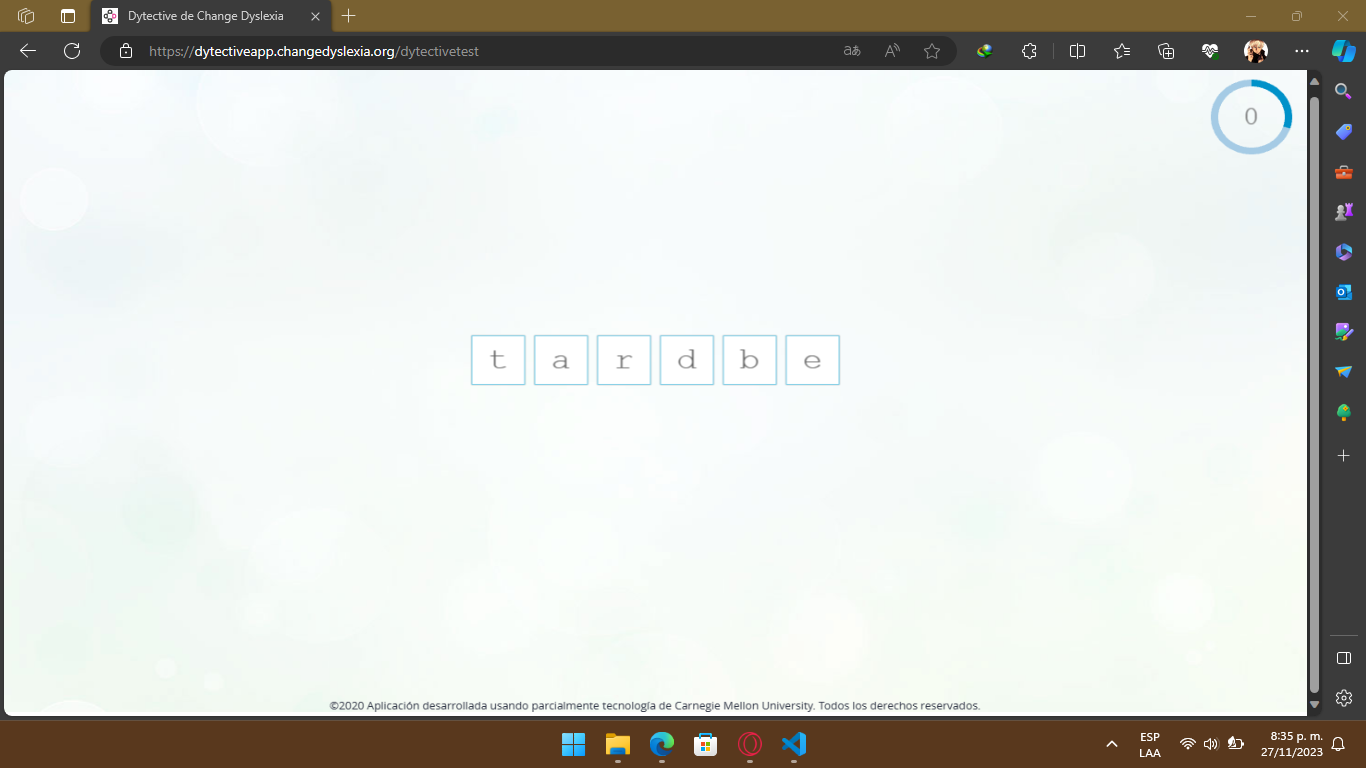 Dytective de Change Dyslexia
https://dytectiveapp.changedyslexia.org/dytectivetest
0
t a r d b e
©2020 Aplicación desarrollada usando parcialmente tecnología de Carnegie Mellon University. Todos los derechos reservados.
ESP
LAA
8:35 p. m.
27/11/2023